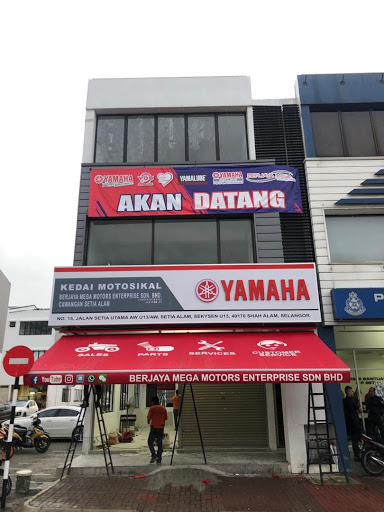 YAMAHA YAMALUBE YAMAHA
AKAN DATANG
KEDAI MOTOSIKAL
BERJAYA MEGA MOTORS ENTERPRISE SDN. BHD.
CAWANGAN SETIA ALAM
YAMAHA
NO. 15, JALAN SETIA UTAMA AW U13/AW, SETIA ALAM, SEKSYEN U13, 40170 SHAH ALAM, SELANGOR.
SALES PARTS SERVICES CUSTOMER
YouTube
BERJAYA MEGA MOTORS ENTERPRISE SDN BHD
P